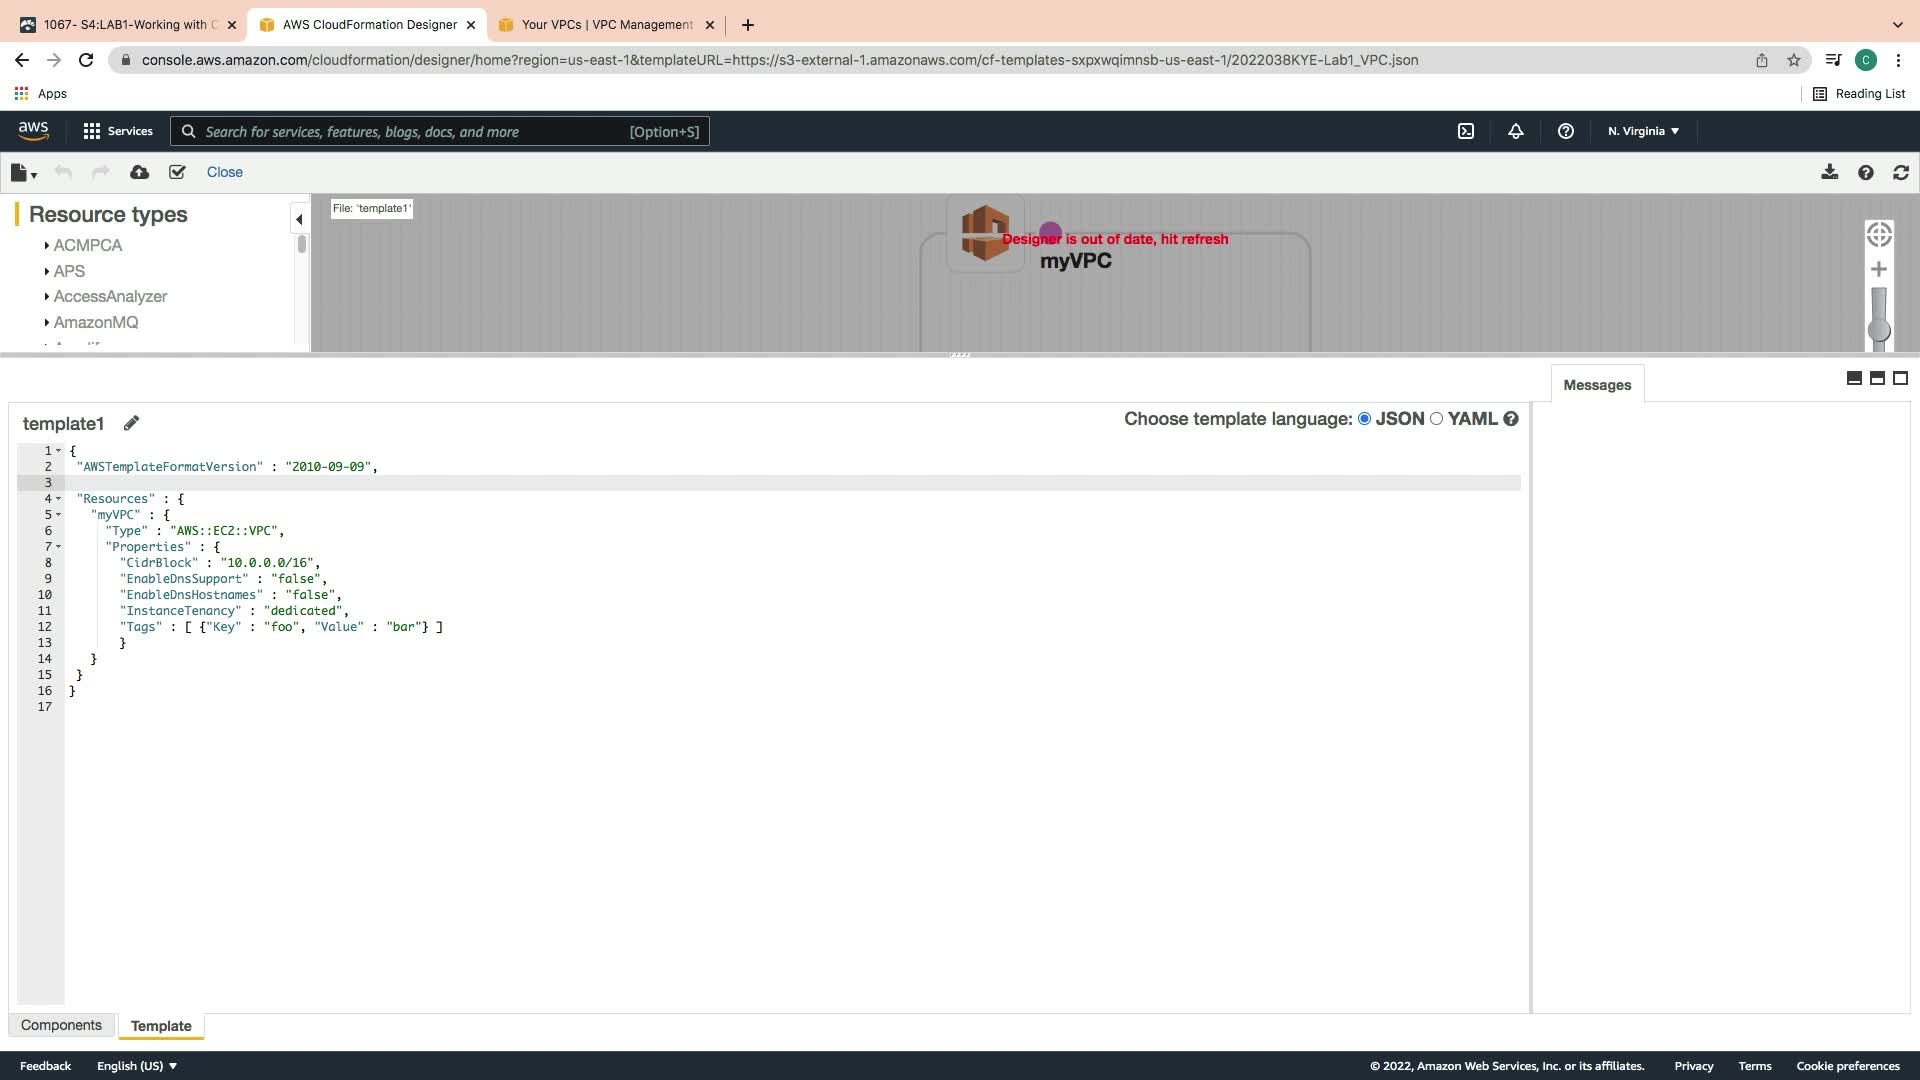 1067- S4:LAB1-Working with C
AWS CloudFormation Designer
Your VPCs | VPC Management
console.aws.amazon.com/cloudformation/designer/home?region=us-east-1&templateURL=https://s3-external-1.amazonaws.com/cf-templates-sxpxwqimnsb-us-east-1/2022038KYE-Lab1_VPC.json
C
Apps
Reading List
aws
Services
Search for services, features, blogs, docs, and more
[Option+S]
N. Virginia
Close
Resource types
ACMPCA
APS
AccessAnalyzer
AmazonMQ
File: 'template1'
Designer is out of date, hit refresh
myVPC
Messages
template1
Choose template language: JSON YAML
1 {
2 "AWSTemplateFormatVersion" : "2010-09-09",
3
4 "Resources" : {
5 "myVPC" : {
6 "Type" : "AWS::EC2::VPC",
7 "Properties" : {
8 "CidrBlock" : "10.0.0.0/16",
9 "EnableDnsSupport" : "false",
10 "EnableDnsHostnames" : "false",
11 "InstanceTenancy" : "dedicated",
12 "Tags" : [ {"Key" : "foo", "Value" : "bar"} ]
13 }
14 }
15 }
16 }
17
Components
Template
Feedback
English (US)
© 2022, Amazon Web Services, Inc. or its affiliates.
Privacy
Terms
Cookie preferences